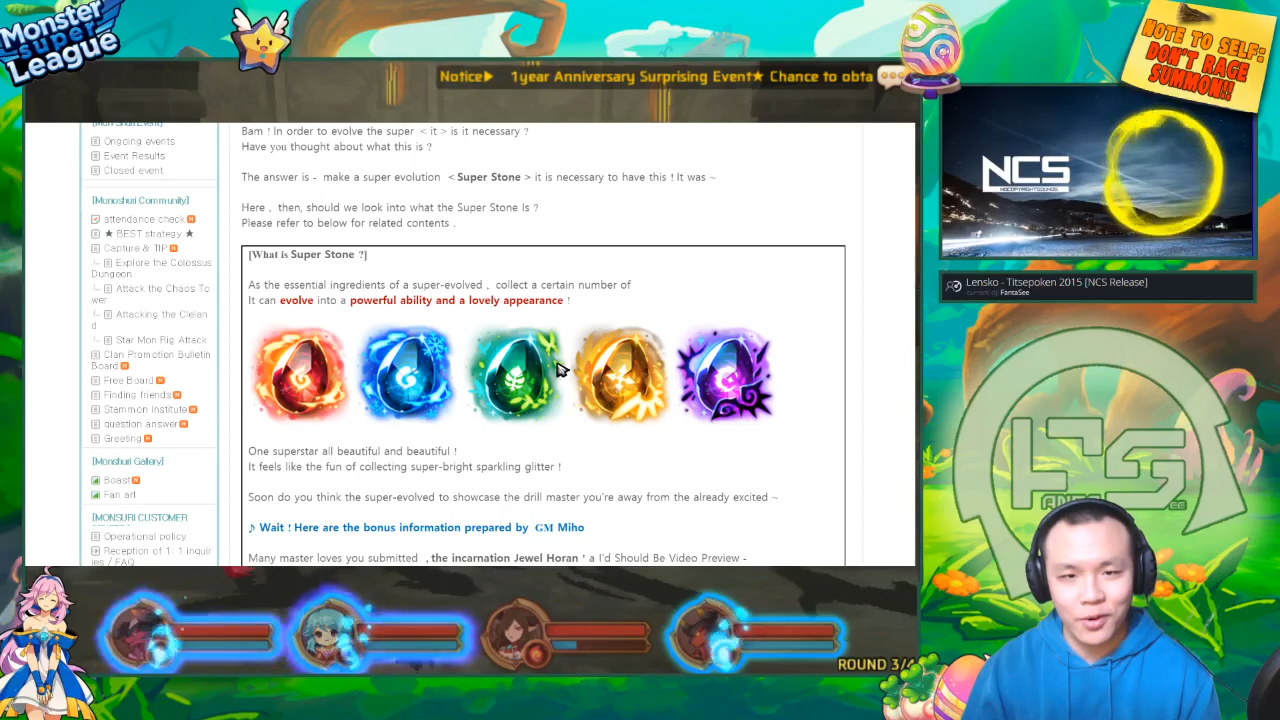 Monster
Super
League
Notice▶ 1year Anniversary Surprising Event★ Chance to obta
NOTE TO SELF:
DON'T RAGE
SUMMON!!
Ongoing events
Event Results
Closed event
[Monoshuri Community]
attendance check N
★ BEST strategy ★
Capture & TIP N
Explore the Colossus
Dungeon
Attack the Chaos To
wer
Attacking the Clelan
d
Star Mon Rig Attack
Clan Promotion Bulletin
Board N
Free Board N
Finding friends N
Stammon Institute N
question answer N
Greeting N
[Monshuri Gallery]
Boast N
Fan art
[MONSURI CUSTOMER
Operational policy
Reception of 1: 1 inquir
ies / FAQ
Bam ! In order to evolve the super < it > is it necessary ?
Have you thought about what this is ?
The answer is - make a super evolution < Super Stone > it is necessary to have this ! It was ~
Here , then, should we look into what the Super Stone Is ?
Please refer to below for related contents .
[What is Super Stone ?]
As the essential ingredients of a super-evolved , collect a certain number of
It can evolve into a powerful ability and a lovely appearance !
One superstar all beautiful and beautiful !
It feels like the fun of collecting super-bright sparkling glitter !
Soon do you think the super-evolved to showcase the drill master you're away from the already excited ~
♪ Wait ! Here are the bonus information prepared by GM Miho
Many master loves you submitted , the incarnation Jewel Horan ' a I'd Should Be Video Preview -
NCS
NOCOPYRIGHTSOUNDS
Lensko - Titsepoken 2015 [NCS Release]
FantaSee
ROUND 3/4